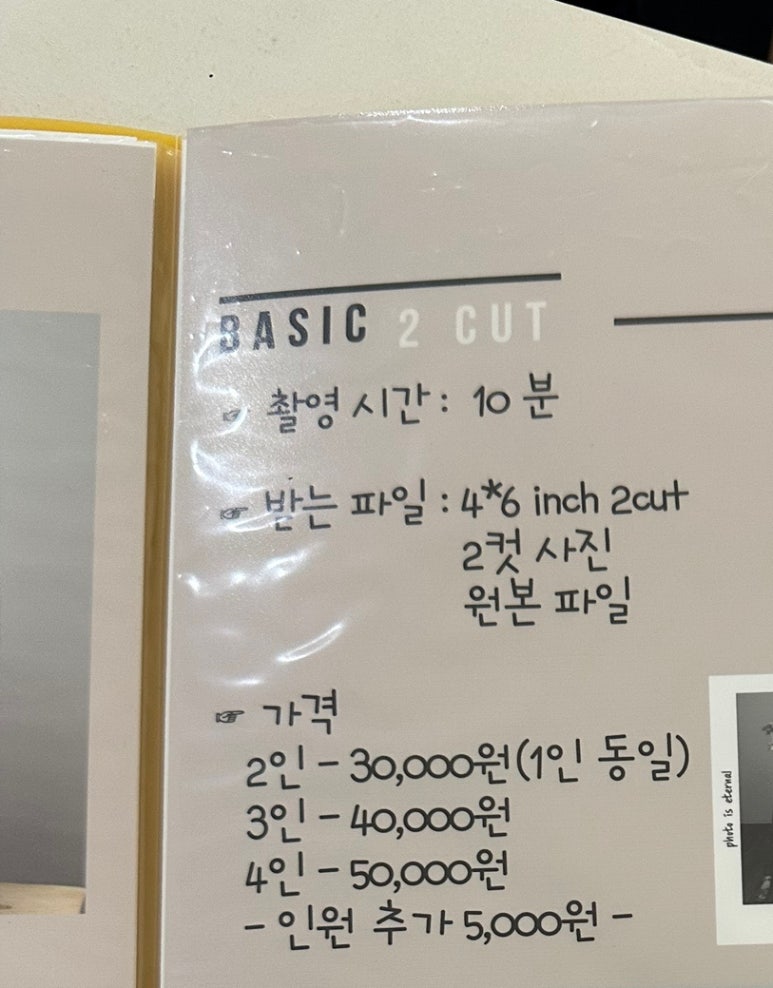 BASIC 2 CUT
☞ 촬영 시간 : 10 분
☞ 받는 파일 : 4*6 inch 2cut
2컷 사진
원본 파일
☞ 가격
2인 - 30,000원(1인 동일)
3인 - 40,000원
4인 - 50,000원
- 인원 추가 5,000원 -
photo is eternal